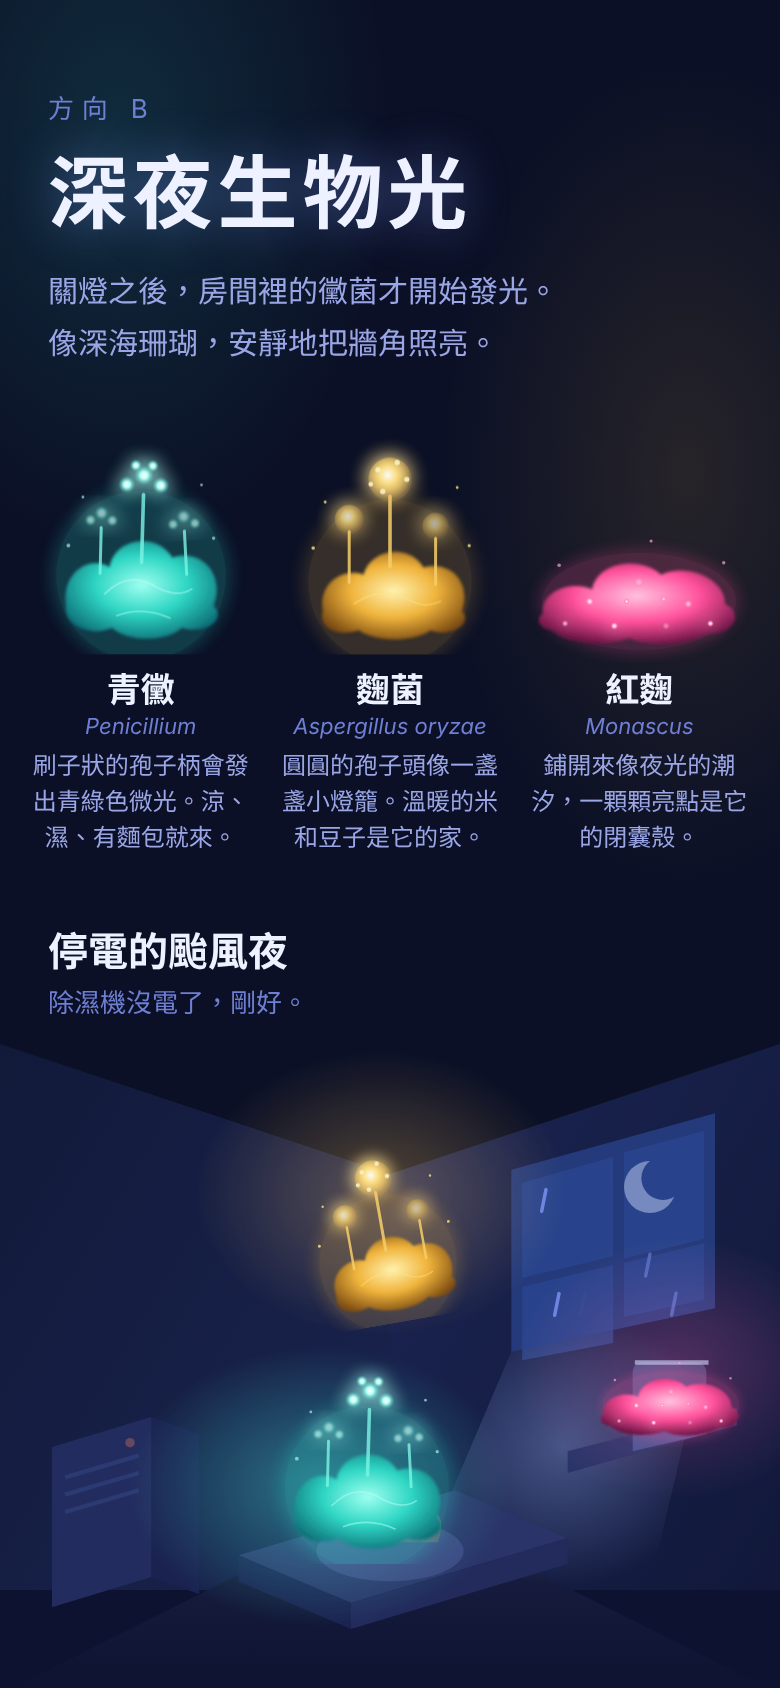 方向 B
深夜生物光
關燈之後，房間裡的黴菌才開始發光。
像深海珊瑚，安靜地把牆角照亮。
青黴
Penicillium
刷子狀的孢子柄會發
出青綠色微光。涼、
濕、有麵包就來。
麴菌
Aspergillus oryzae
圓圓的孢子頭像一盞
盞小燈籠。溫暖的米
和豆子是它的家。
紅麴
Monascus
鋪開來像夜光的潮
汐，一顆顆亮點是它
的閉囊殼。
停電的颱風夜
除濕機沒電了，剛好。